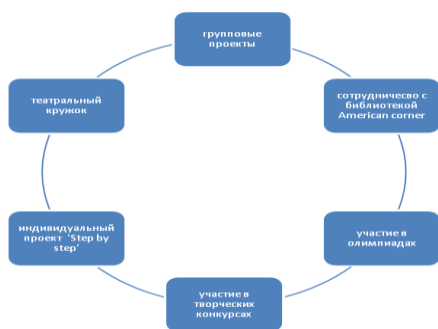 групповые
проекты
сотрудничесво с
библиотекой
American corner
участие в
олимпиадах
участие в
творческих
конкурсах
индивидуальный
проект 'Step by
step'
театральный
кружок